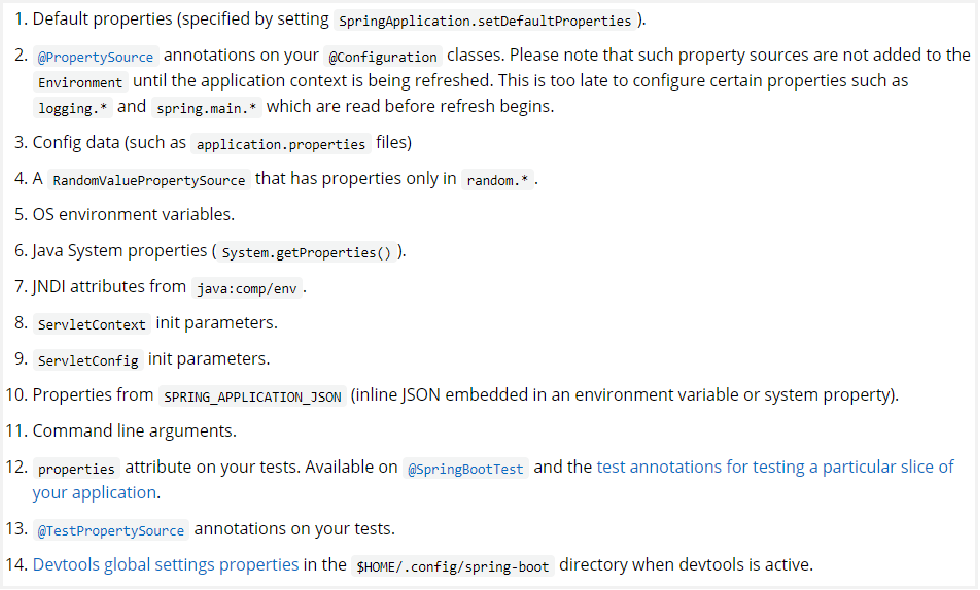 1. Default properties (specified by setting SpringApplication.setDefaultProperties ).
2. @PropertySource annotations on your @Configuration classes. Please note that such property sources are not added to the
Environment until the application context is being refreshed. This is too late to configure certain properties such as
logging.* and spring.main.* which are read before refresh begins.
3. Config data (such as application.properties files)
4. A RandomValuePropertySource that has properties only in random.* .
5. OS environment variables.
6. Java System properties ( System.getProperties() ).
7. JNDI attributes from java:comp/env .
8. ServletContext init parameters.
9. ServletConfig init parameters.
10. Properties from SPRING_APPLICATION_JSON (inline JSON embedded in an environment variable or system property).
11. Command line arguments.
12. properties attribute on your tests. Available on @SpringBootTest and the test annotations for testing a particular slice of
your application.
13. @TestPropertySource annotations on your tests.
14. Devtools global settings properties in the $HOME/.config/spring-boot directory when devtools is active.